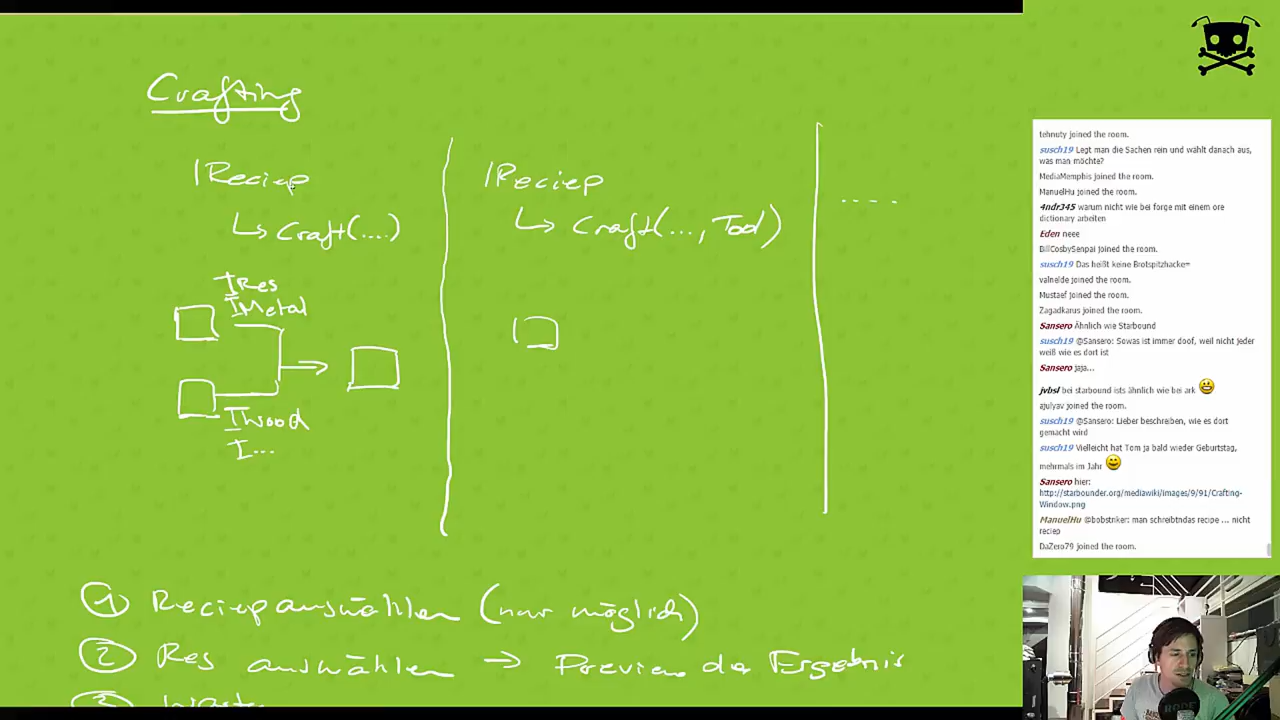 Crafting
IReciep
Craft(....)
IRes
IMetal
IWood
I...
IReciep
Craft(..., Tool)
.....
① Reciep auswählen (nur möglich)
② Res auswählen → Preview der Ergebnis
③
tehnuty joined the room.
susch19 Legt man die Sachen rein und wählt danach aus,
was man möchte?
MediaMemphis joined the room.
ManuelHu joined the room.
4ndr345 warum nicht wie bei forge mit einem ore
dictionary arbeiten
Eden neee
BillCosbySenpai joined the room.
susch19 Das heißt keine Brotspitzhacke=
valnelde joined the room.
Mustaef joined the room.
Zagadkarus joined the room.
Sansero Ähnlich wie Starbound
susch19 @Sansero: Sowas ist immer doof, weil nicht jeder
weiß wie es dort ist
Sansero jaja...
jvbsl bei starbound ists ähnlich wie bei ark
ajulyav joined the room.
susch19 @Sansero: Lieber beschreiben, wie es dort
gemacht wird
susch19 Vielleicht hat Tom ja bald wieder Geburtstag,
mehrmals im Jahr
Sansero hier:
http://starbounder.org/mediawiki/images/9/91/Crafting-
Window.png
ManuelHu @bobstriker: man schreibtndas recipe ... nicht
reciep
DaZero79 joined the room.